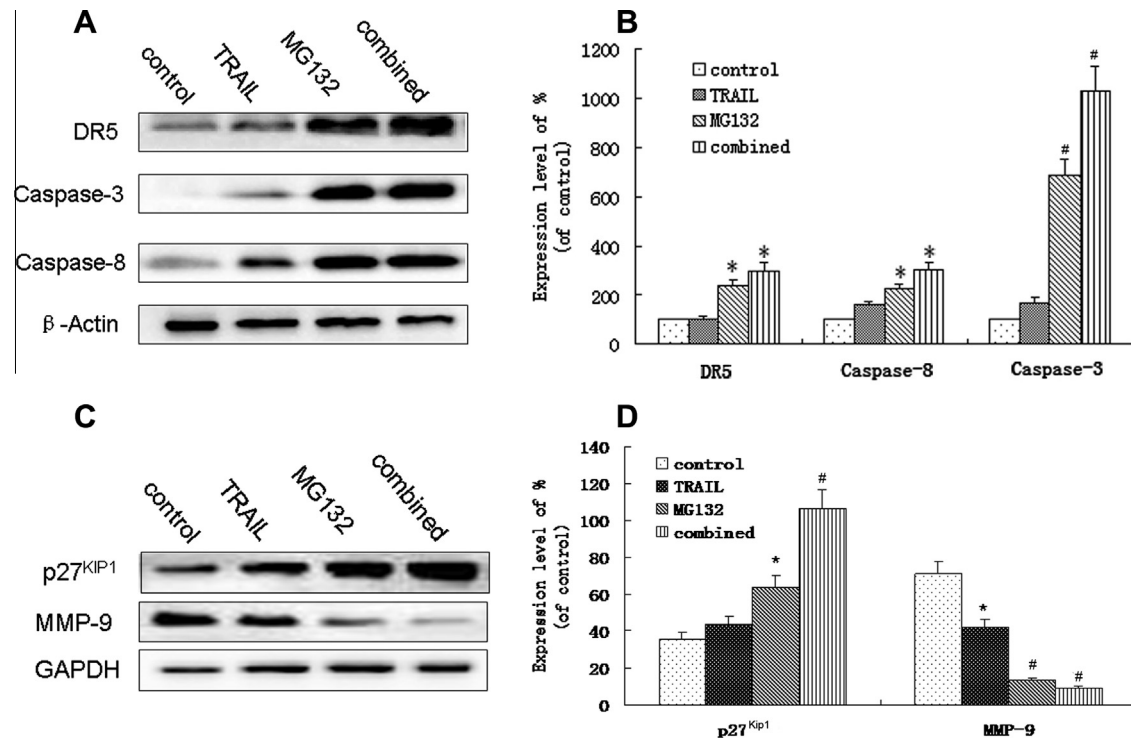 A
control
TRAIL
MG132
combined
DR5
Caspase-3
Caspase-8
β-Actin
B
Expression level of %
(of control)
1200
1000
800
600
400
200
0
control
TRAIL
MG132
combined
* * * * # #
DR5 Caspase-8 Caspase-3
C
control
TRAIL
MG132
combined
p27KIP1
MMP-9
GAPDH
D
Expression level of %
(of control)
140
120
100
80
60
40
20
0
control
TRAIL
MG132
combined
* # * # #
p27Kip1 MMP-9